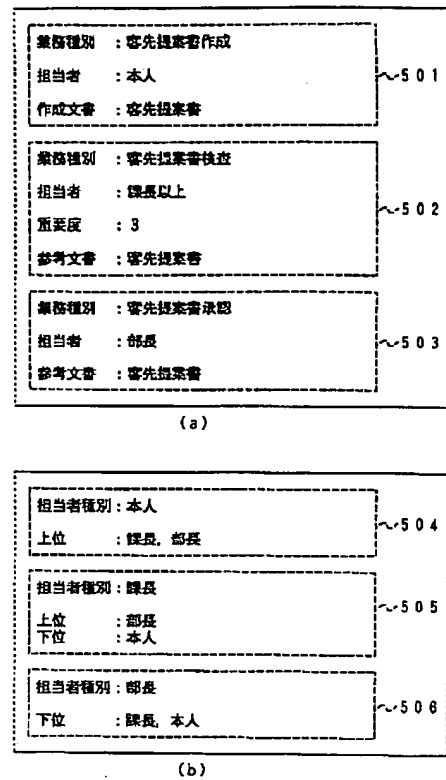 業務種別 :客先提案書作成
担当者 :本人
作成文書 :客先提案書
~501
業務種別 :客先提案書検査
担当者 :課長以上
重要度 :3
参考文書 :客先提案書
~502
業務種別 :客先提案書承認
担当者 :部長
参考文書 :客先提案書
~503
(a)
担当者種別:本人
上位 :課長,部長
~504
担当者種別:課長
上位 :部長
下位 :本人
~505
担当者種別:部長
下位 :課長,本人
~506
(b)